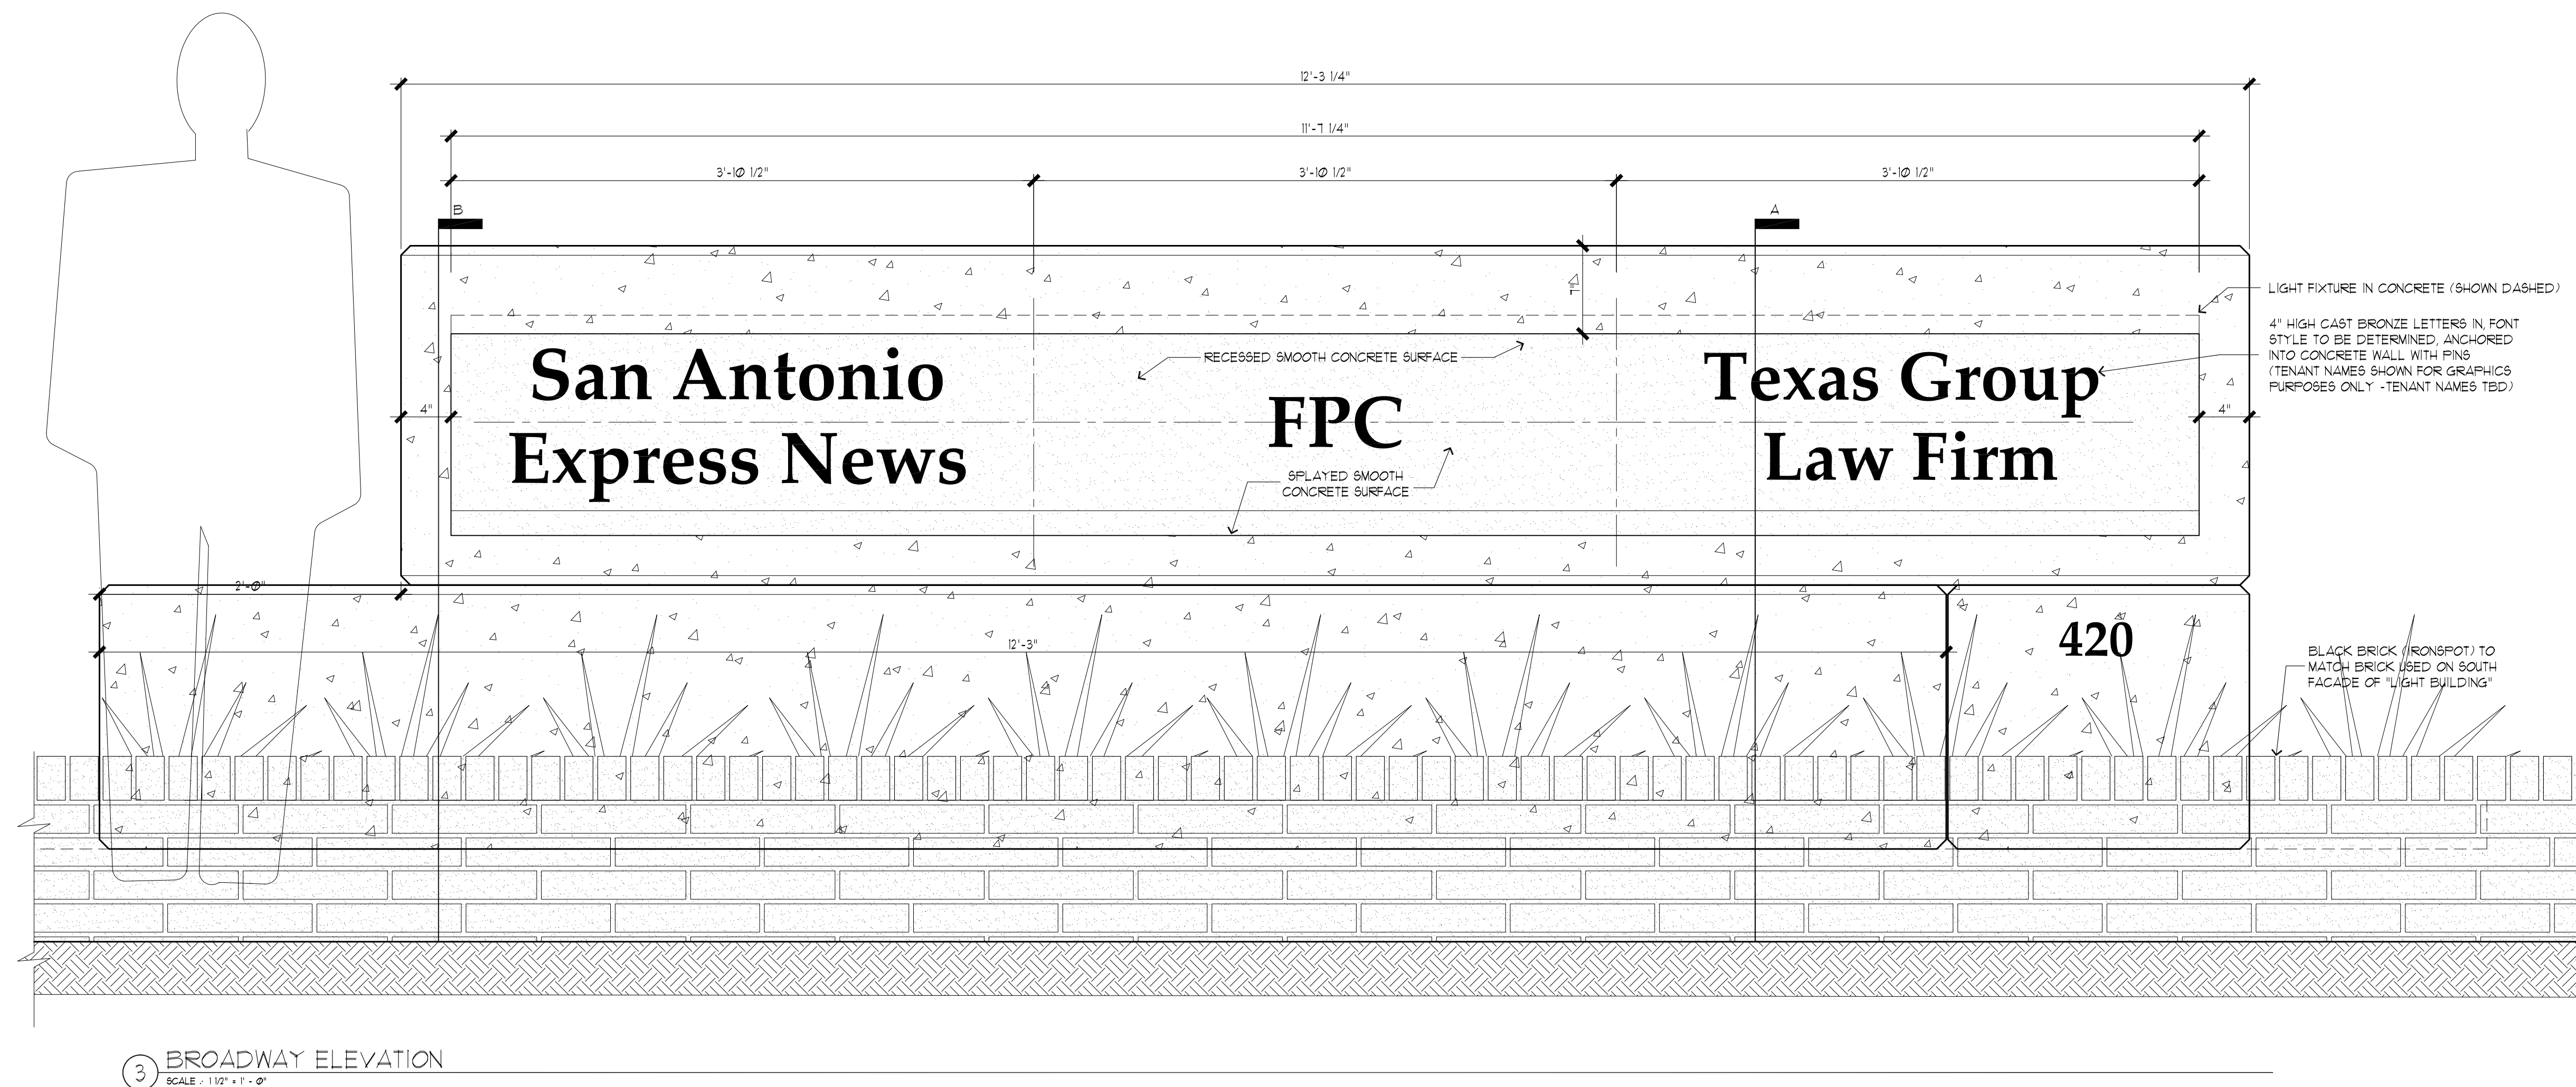 12'-3 1/4"
11'-7 1/4"
3'-10 1/2"
3'-10 1/2"
3'-10 1/2"
B
A
7"
LIGHT FIXTURE IN CONCRETE (SHOWN DASHED)
4" HIGH CAST BRONZE LETTERS IN, FONT
STYLE TO BE DETERMINED, ANCHORED
INTO CONCRETE WALL WITH PINS
(TENANT NAMES SHOWN FOR GRAPHICS
PURPOSES ONLY -TENANT NAMES TBD)
San Antonio
Express News
RECESSED SMOOTH CONCRETE SURFACE
FPC
SPLAYED SMOOTH
CONCRETE SURFACE
Texas Group
Law Firm
4"
4"
2'-0"
12'-3"
420
BLACK BRICK (IRONSPOT) TO
MATCH BRICK USED ON SOUTH
FACADE OF "LIGHT BUILDING"
3
BROADWAY ELEVATION
SCALE : 1 1/2" = 1' - 0"